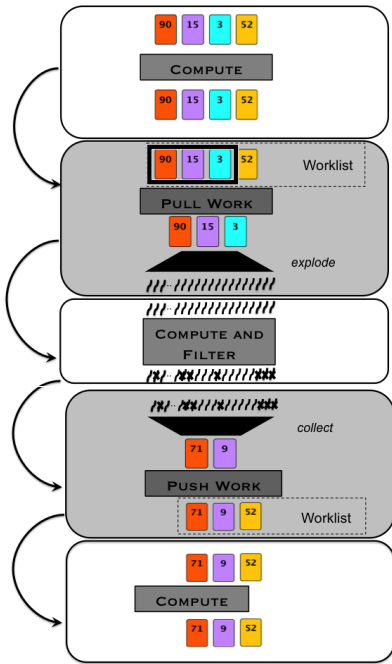 90 15 3 52
COMPUTE
90 15 3 52
90 15 3 52 Worklist
PULL WORK
90 15 3
explode
COMPUTE AND
FILTER
collect
71 9
PUSH WORK
71 9 52 Worklist
71 9 52
COMPUTE
71 9 52